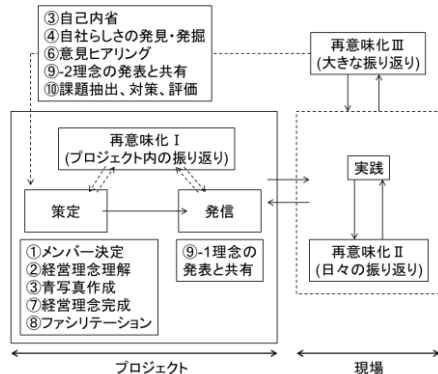 ③自己内省
④自社らしさの発見・発掘
⑥意見ヒアリング
⑨-2理念の発表と共有
⑩課題抽出、対策、評価
再意味化Ⅲ
(大きな振り返り)
再意味化Ⅰ
(プロジェクト内の振り返り)
策定
発信
実践
①メンバー決定
②経営理念理解
③青写真作成
⑦経営理念完成
⑧ファシリテーション
⑨-1理念の
発表と共有
再意味化Ⅱ
(日々の振り返り)
プロジェクト
現場